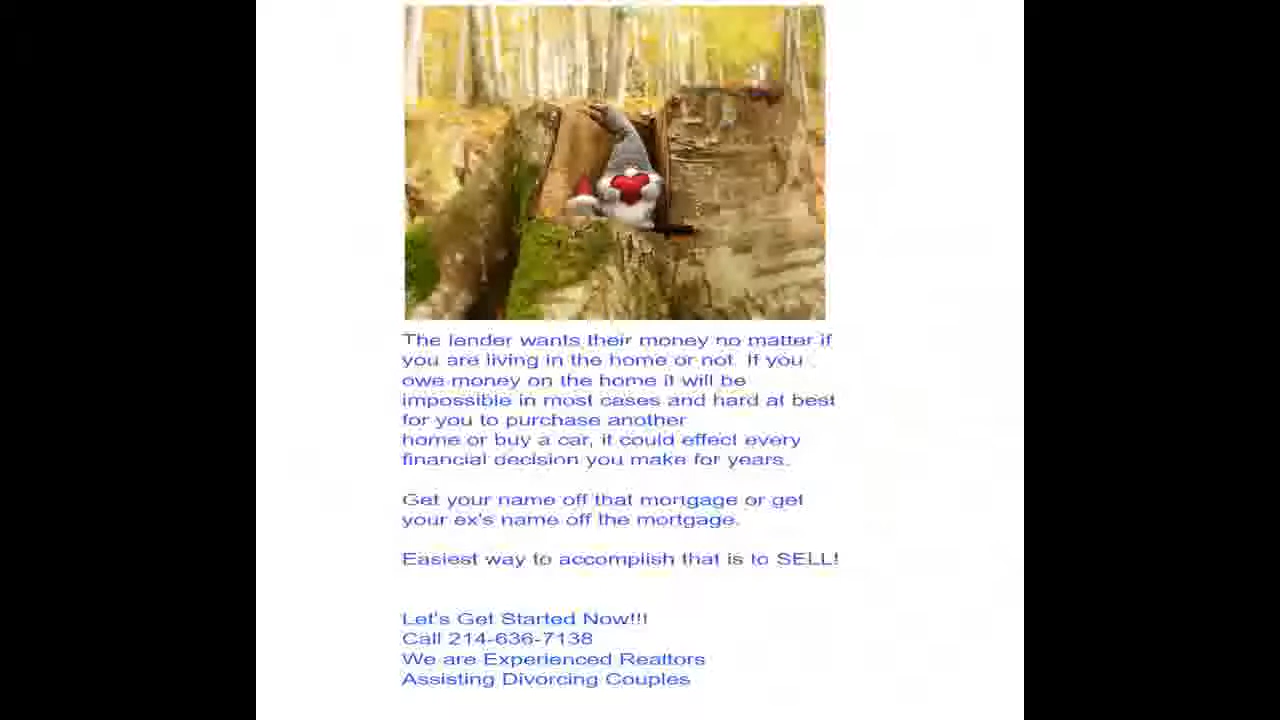 The lender wants their money no matter if
you are living in the home or not. If you
owe money on the home it will be
impossible in most cases and hard at best
for you to purchase another
home or buy a car, it could effect every
financial decision you make for years.
Get your name off that mortgage or get
your ex's name off the mortgage.
Easiest way to accomplish that is to SELL!
Let's Get Started Now!!!
Call 214-636-7138
We are Experienced Realtors
Assisting Divorcing Couples